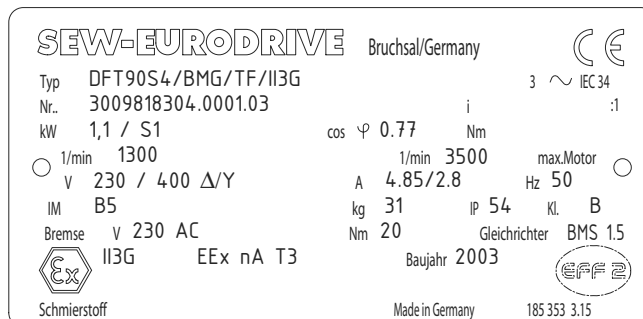 SEW-EURODRIVE Bruchsal/Germany CE
Typ DFT90S4/BMG/TF/II3G 3 ~ IEC 34
Nr.. 3009818304.0001.03 i :1
kW 1,1 / S1 cos φ 0.77 Nm
1/min 1300 1/min 3500 max.Motor
V 230 / 400 Δ/Y A 4.85/2.8 Hz 50
IM B5 kg 31 IP 54 Kl. B
Bremse V 230 AC Nm 20 Gleichrichter BMS 1.5
Ex II3G EEx nA T3 Baujahr 2003 EFF 2
Schmierstoff Made in Germany 185 353 3.15